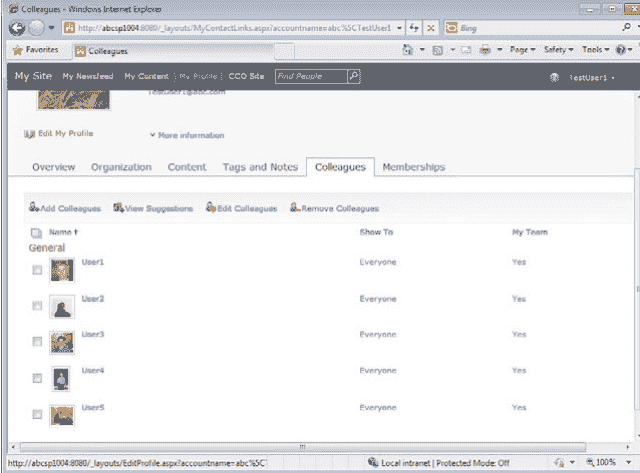 Colleagues - Windows Internet Explorer
http://abcsp1004:8080/_layouts/MyContactLinks.aspx?accountname=abc%5CTestUser1
Bing
Favorites Colleagues Page Safety Tools
My Site My Newsfeed My Content My Profile CCO Site Find People TestUser1
TestUser1@abc.com
Edit My Profile More information
Overview Organization Content Tags and Notes Colleagues Memberships
Add Colleagues View Suggestions Edit Colleagues Remove Colleagues
Name Show To My Team
General
User1 Everyone Yes
User2 Everyone Yes
User3 Everyone Yes
User4 Everyone Yes
User5 Everyone Yes
http://abcsp1004:8080/_layouts/EditProfile.aspx?accountname=abc%5C Local intranet | Protected Mode: Off 100%